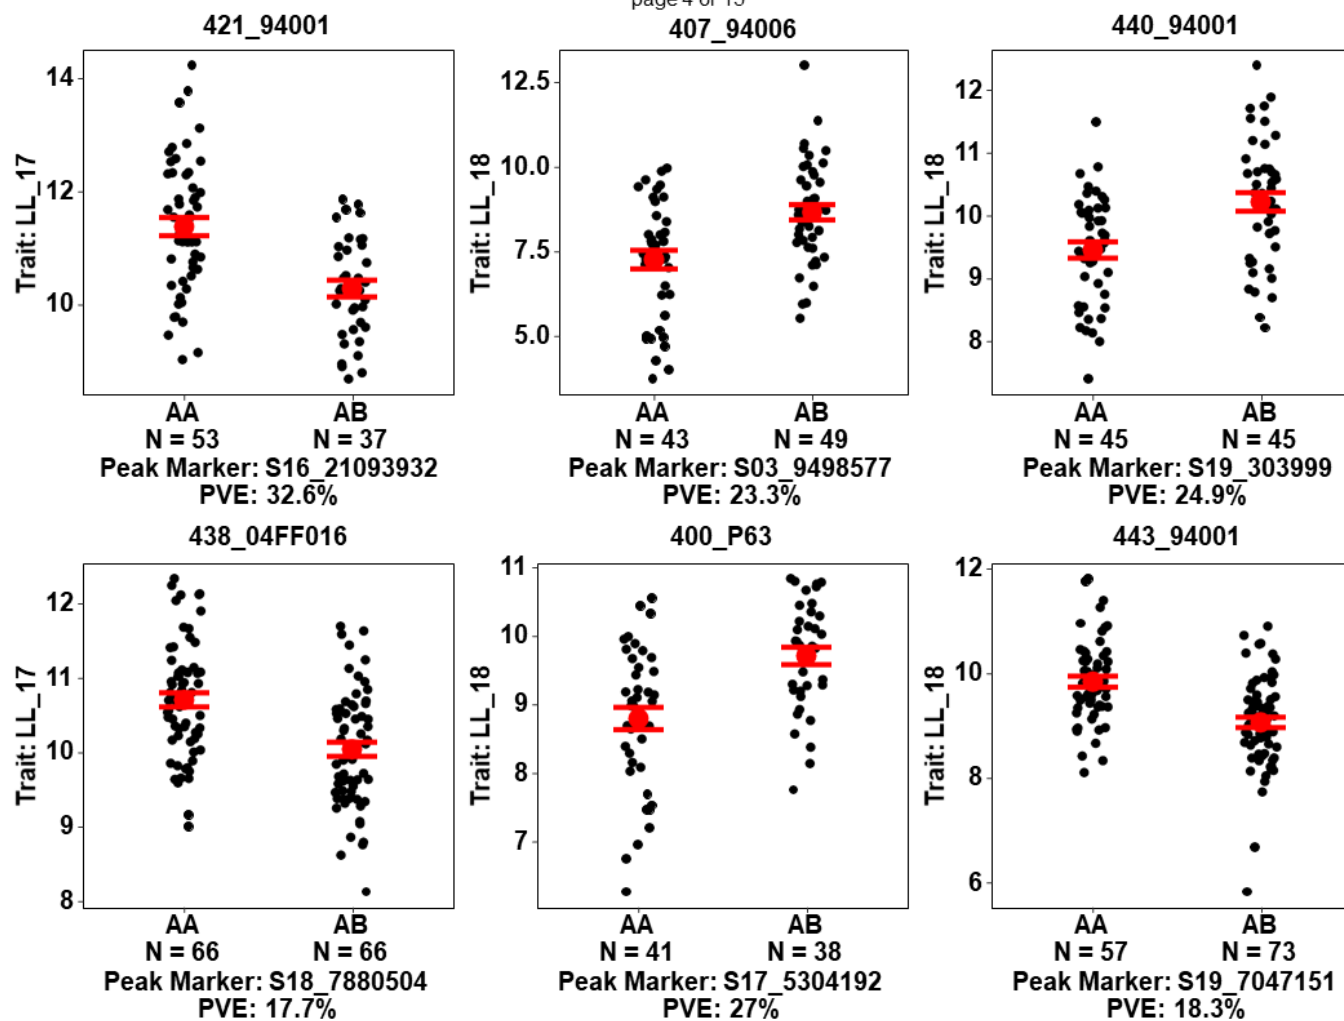 page 4 of 15
421_94001
407_94006
440_94001
Trait: LL_17
14
12
10
AA AB
N = 53 N = 37
Peak Marker: S16_21093932
PVE: 32.6%
Trait: LL_18
12.5
10.0
7.5
5.0
AA AB
N = 43 N = 49
Peak Marker: S03_9498577
PVE: 23.3%
Trait: LL_18
12
11
10
9
8
AA AB
N = 45 N = 45
Peak Marker: S19_303999
PVE: 24.9%
438_04FF016
400_P63
443_94001
Trait: LL_17
12
11
10
9
8
AA AB
N = 66 N = 66
Peak Marker: S18_7880504
PVE: 17.7%
Trait: LL_18
11
10
9
8
7
AA AB
N = 41 N = 38
Peak Marker: S17_5304192
PVE: 27%
Trait: LL_18
12
10
8
6
AA AB
N = 57 N = 73
Peak Marker: S19_7047151
PVE: 18.3%